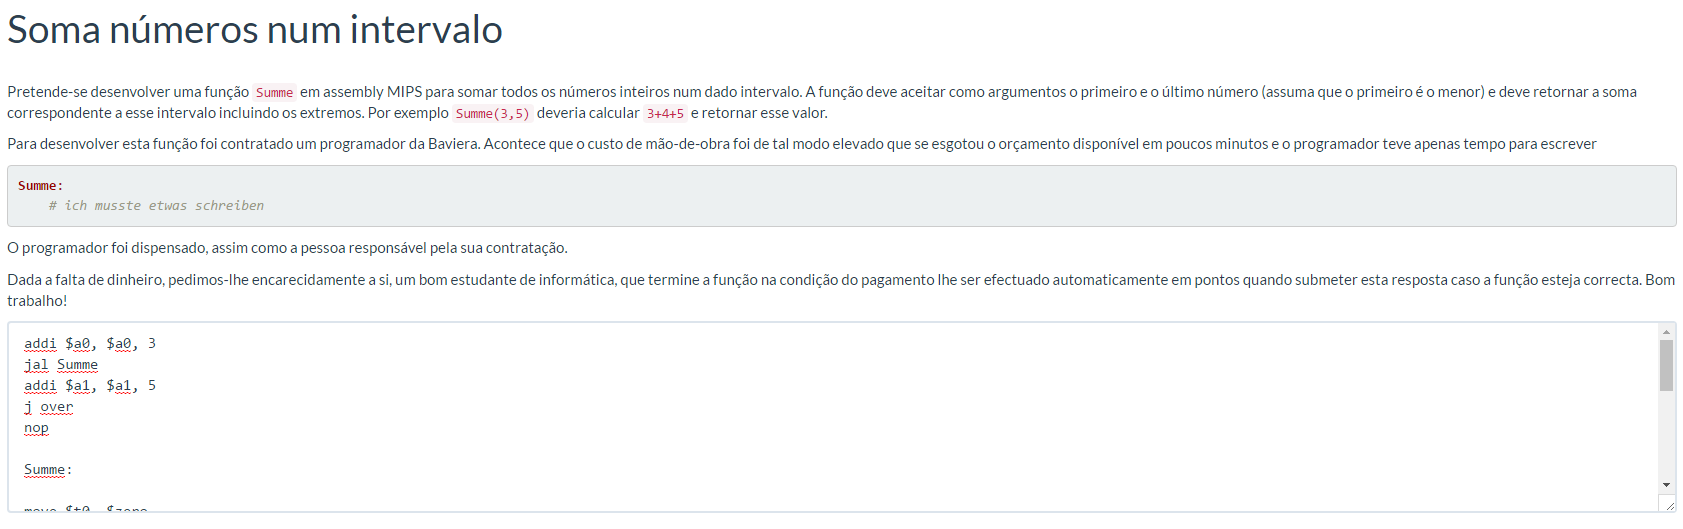 Soma números num intervalo
Pretende-se desenvolver uma função Summe em assembly MIPS para somar todos os números inteiros num dado intervalo. A função deve aceitar como argumentos o primeiro e o último número (assuma que o primeiro é o menor) e deve retornar a soma
correspondente a esse intervalo incluindo os extremos. Por exemplo Summe(3,5) deveria calcular 3+4+5 e retornar esse valor.
Para desenvolver esta função foi contratado um programador da Baviera. Acontece que o custo de mão-de-obra foi de tal modo elevado que se esgotou o orçamento disponível em poucos minutos e o programador teve apenas tempo para escrever
Summe:
# ich musste etwas schreiben
O programador foi dispensado, assim como a pessoa responsável pela sua contratação.
Dada a falta de dinheiro, pedimos-lhe encarecidamente a si, um bom estudante de informática, que termine a função na condição do pagamento lhe ser efectuado automaticamente em pontos quando submeter esta resposta caso a função esteja correcta. Bom
trabalho!
addi $a0, $a0, 3
jal Summe
addi $a1, $a1, 5
j over
nop
Summe:
move $t0, $zero